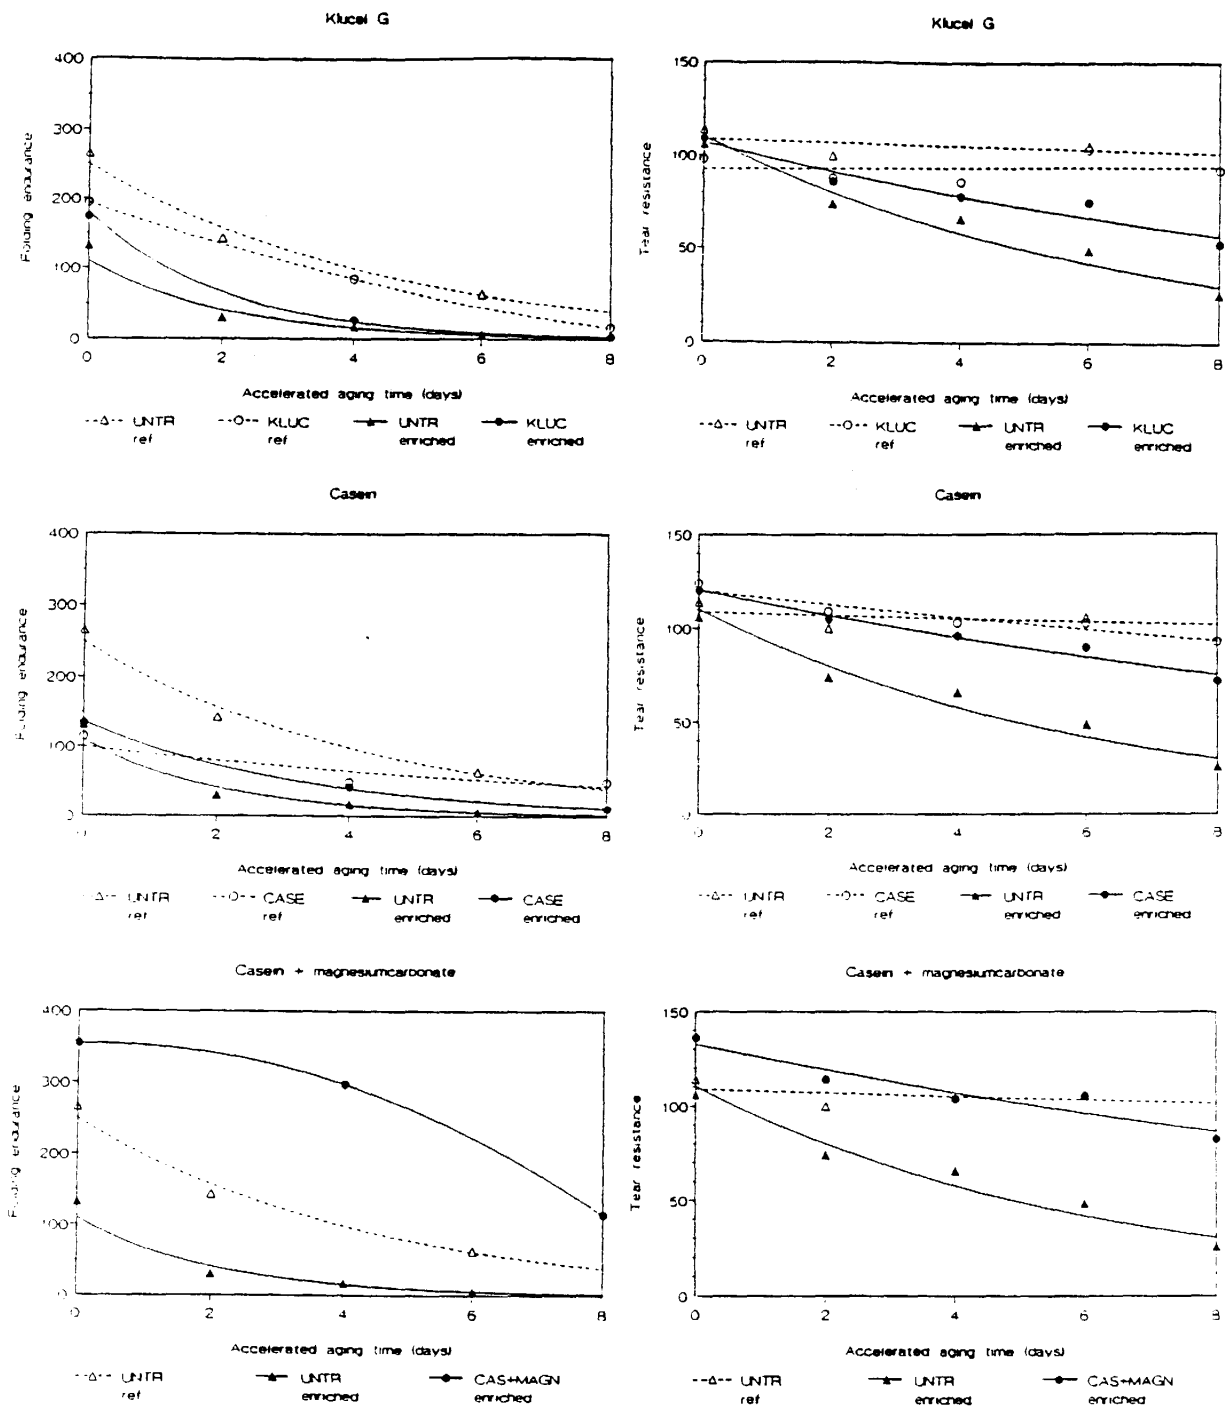 Klucel G
400
300
200
100
0
Folding endurance
0 2 4 6 8
Accelerated aging time (days)
UNTR ref
KLUC ref
UNTR enriched
KLUC enriched
Klucel G
150
100
50
0
Tear resistance
0 2 4 6 8
Accelerated aging time (days)
UNTR ref
KLUC ref
UNTR enriched
KLUC enriched
Casein
400
300
200
100
0
Folding endurance
0 2 4 6 8
Accelerated aging time (days)
UNTR ref
CASE ref
UNTR enriched
CASE enriched
Casein
150
100
50
0
Tear resistance
0 2 4 6 8
Accelerated aging time (days)
UNTR ref
CASE ref
UNTR enriched
CASE enriched
Casein + magnesiumcarbonate
400
300
200
100
0
Folding endurance
0 2 4 6 8
Accelerated aging time (days)
UNTR ref
UNTR enriched
CAS+MAGN enriched
Casein + magnesiumcarbonate
150
100
50
0
Tear resistance
0 2 4 6 8
Accelerated aging time (days)
UNTR ref
UNTR enriched
CAS+MAGN enriched